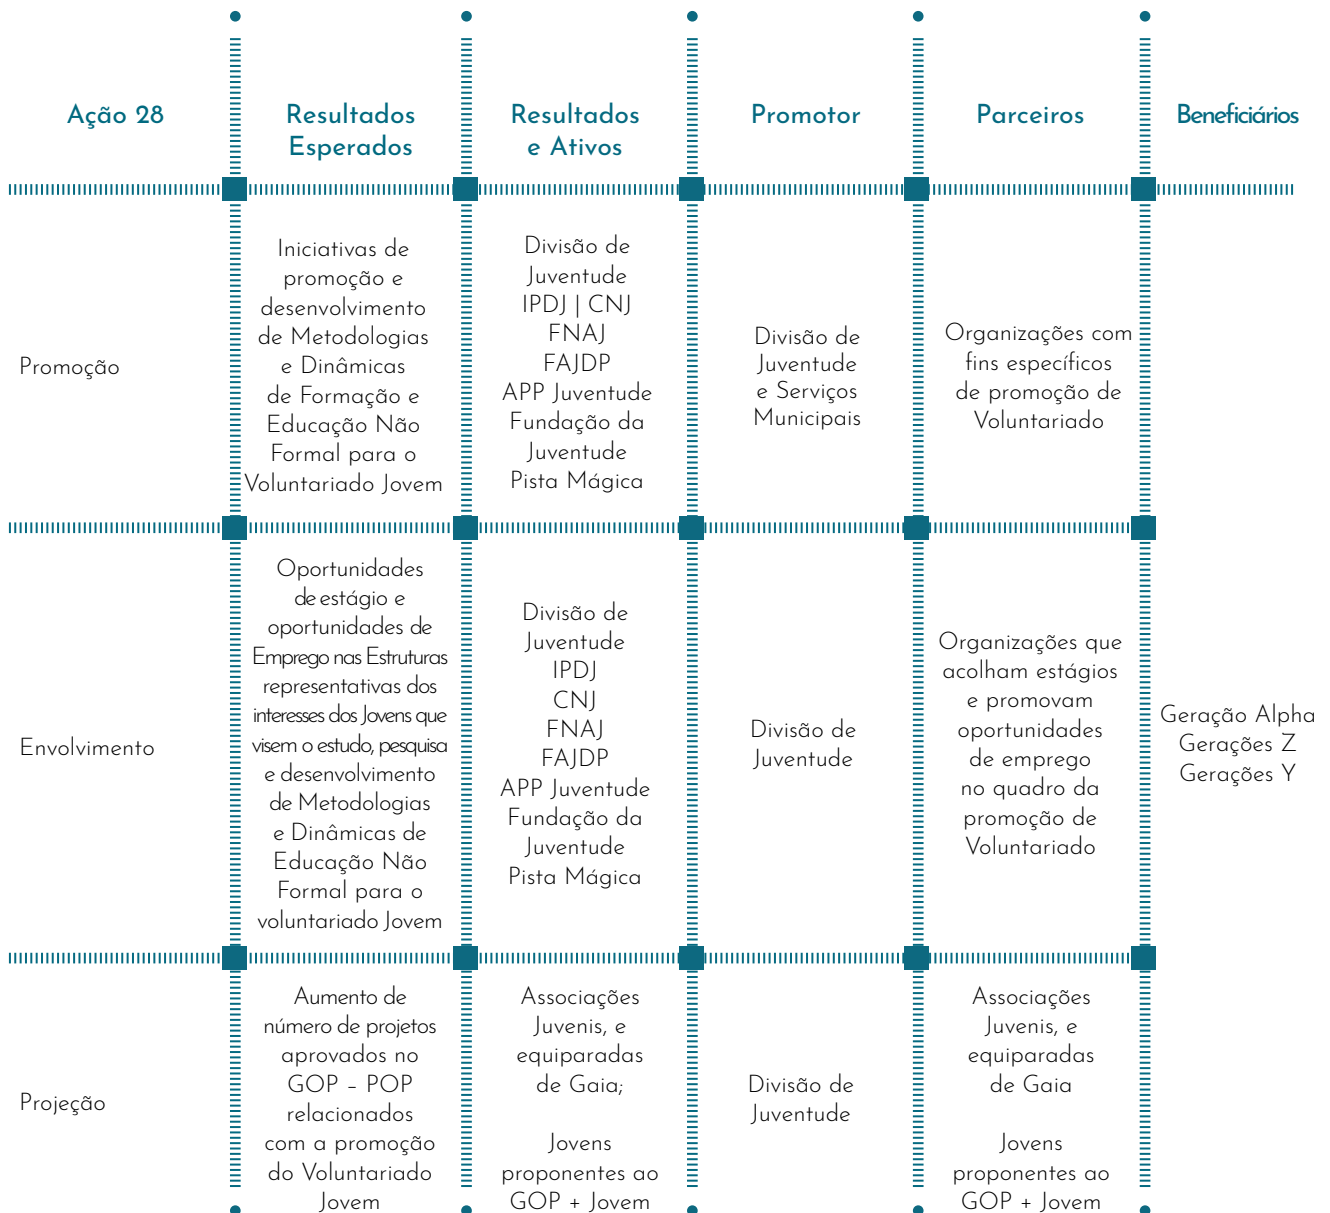 Ação 28
Resultados
Esperados
Resultados
e Ativos
Promotor
Parceiros
Beneficiários
Promoção
Iniciativas de
promoção e
desenvolvimento
de Metodologias
e Dinâmicas
de Formação e
Educação Não
Formal para o
Voluntariado Jovem
Divisão de
Juventude
IPDJ | CNJ
FNAJ
FAJDP
APP Juventude
Fundação da
Juventude
Pista Mágica
Divisão de
Juventude
e Serviços
Municipais
Organizações com
fins específicos
de promoção de
Voluntariado
Envolvimento
Oportunidades
de estágio e
oportunidades de
Emprego nas Estruturas
representativas dos
interesses dos Jovens que
visem o estudo, pesquisa
e desenvolvimento
de Metodologias
e Dinâmicas de
Educação Não
Formal para o
voluntariado Jovem
Divisão de
Juventude
IPDJ
CNJ
FNAJ
FAJDP
APP Juventude
Fundação da
Juventude
Pista Mágica
Divisão de
Juventude
Organizações que
acolham estágios
e promovam
oportunidades
de emprego
no quadro da
promoção de
Voluntariado
Geração Alpha
Gerações Z
Gerações Y
Projeção
Aumento de
número de projetos
aprovados no
GOP – POP
relacionados
com a promoção
do Voluntariado
Jovem
Associações
Juvenis, e
equiparadas
de Gaia;
Jovens
proponentes ao
GOP + Jovem
Divisão de
Juventude
Associações
Juvenis, e
equiparadas
de Gaia
Jovens
proponentes ao
GOP + Jovem